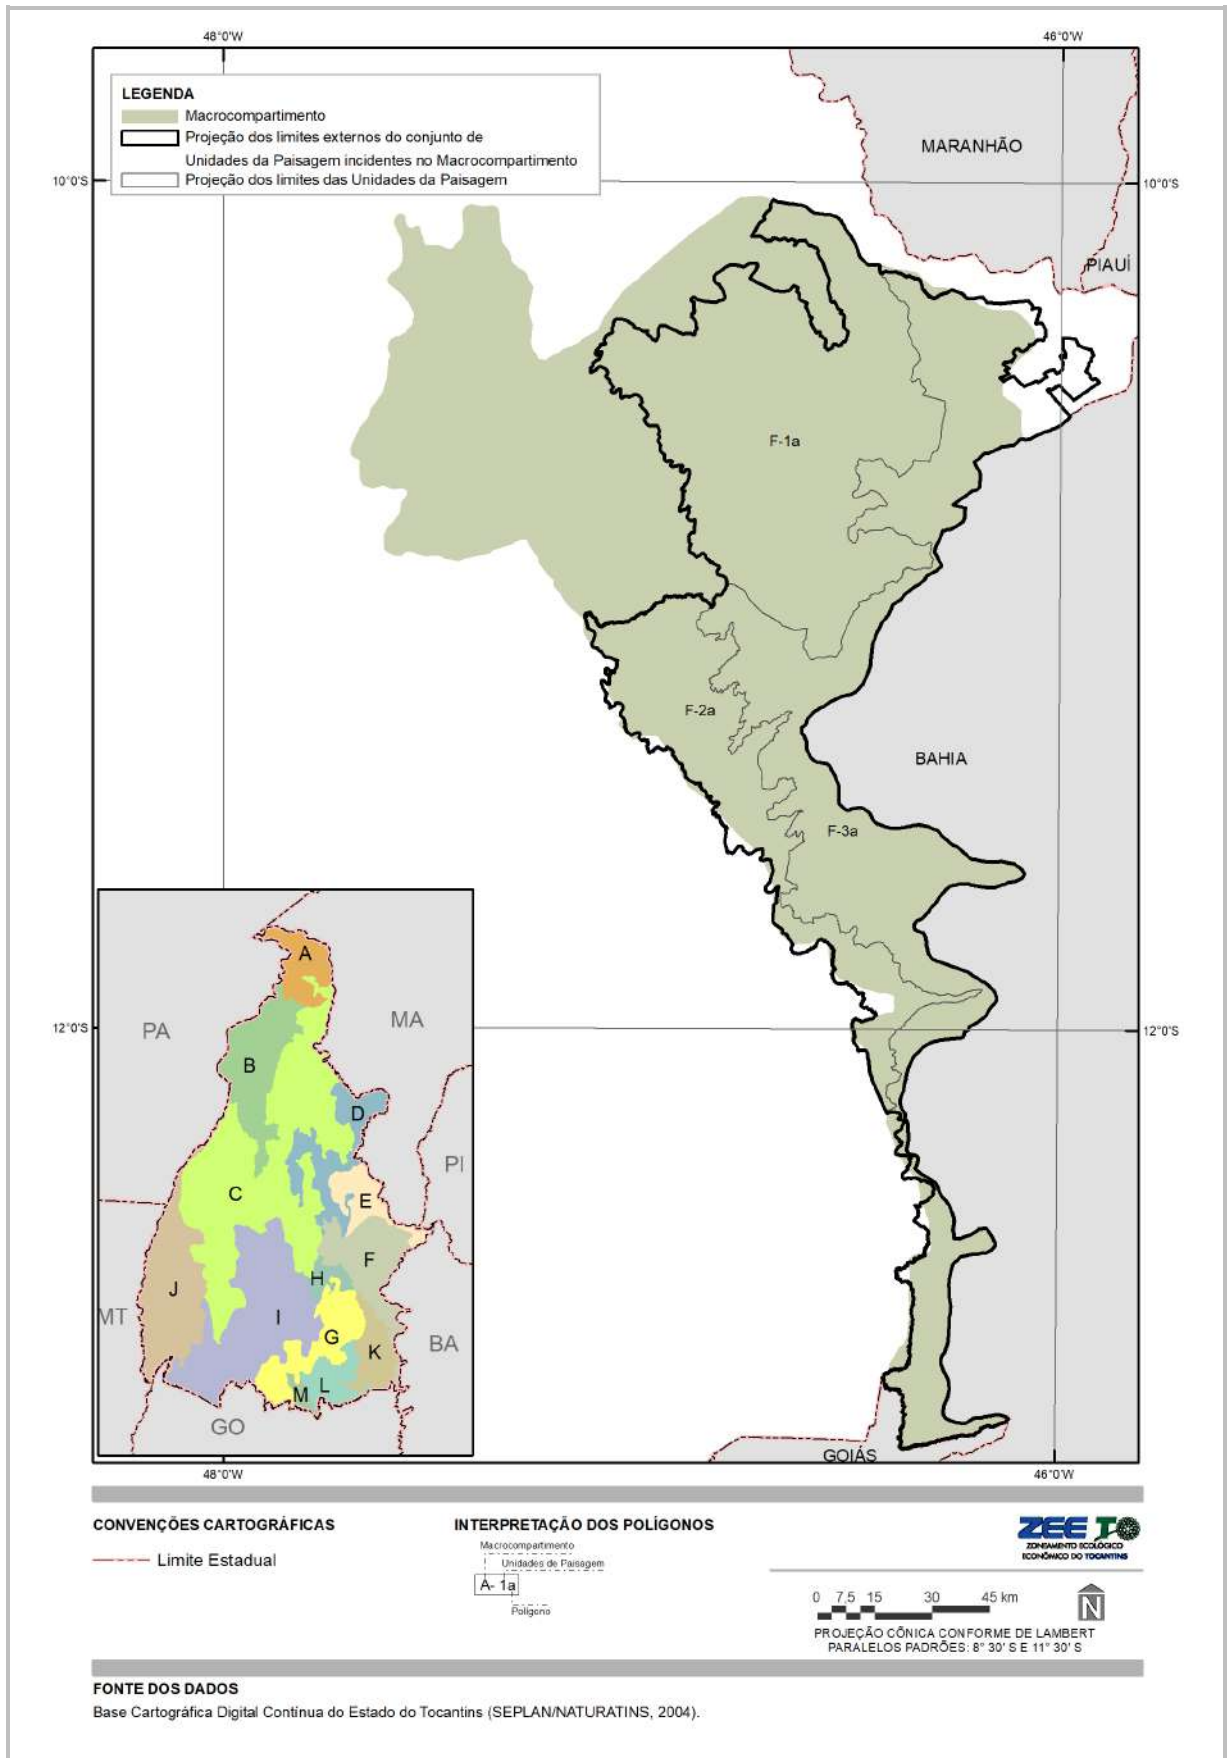 48°0'W 46°0'W
LEGENDA
Macrocompartimento
Projeção dos limites externos do conjunto de
Unidades da Paisagem incidentes no Macrocompartimento
Projeção dos limites das Unidades da Paisagem
MARANHÃO
10°0'S 10°0'S
PIAUÍ
F-1a
F-2a
BAHIA
F-3a
A
PA
MA
12°0'S 12°0'S
B
D
PI
C
E
F
J
H
MT
I
G
BA
K
M
L
GO
GOIÁS
48°0'W 46°0'W
CONVENÇÕES CARTOGRÁFICAS
Limite Estadual
INTERPRETAÇÃO DOS POLÍGONOS
Macrocompartimento
Unidades de Paisagem
A- 1a
Polígono
ZEE TO
ZONEAMENTO ECOLÓGICO
ECONÔMICO DO TOCANTINS
0 7,5 15 30 45 km
N
PROJEÇÃO CÔNICA CONFORME DE LAMBERT
PARALELOS PADRÕES: 8° 30' S E 11° 30' S
FONTE DOS DADOS
Base Cartográfica Digital Contínua do Estado do Tocantins (SEPLAN/NATURATINS, 2004).